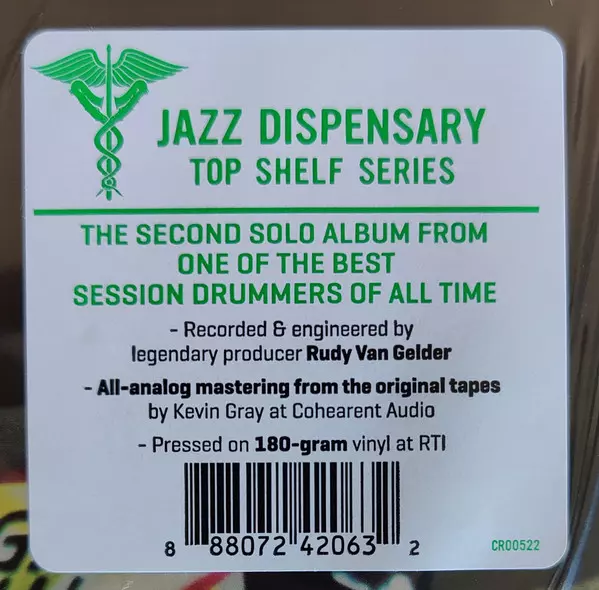 JAZZ DISPENSARY
TOP SHELF SERIES
THE SECOND SOLO ALBUM FROM
ONE OF THE BEST
SESSION DRUMMERS OF ALL TIME
- Recorded & engineered by
legendary producer Rudy Van Gelder
- All-analog mastering from the original tapes
by Kevin Gray at Cohearent Audio
- Pressed on 180-gram vinyl at RTI
8 88072 42063 2
CR00522